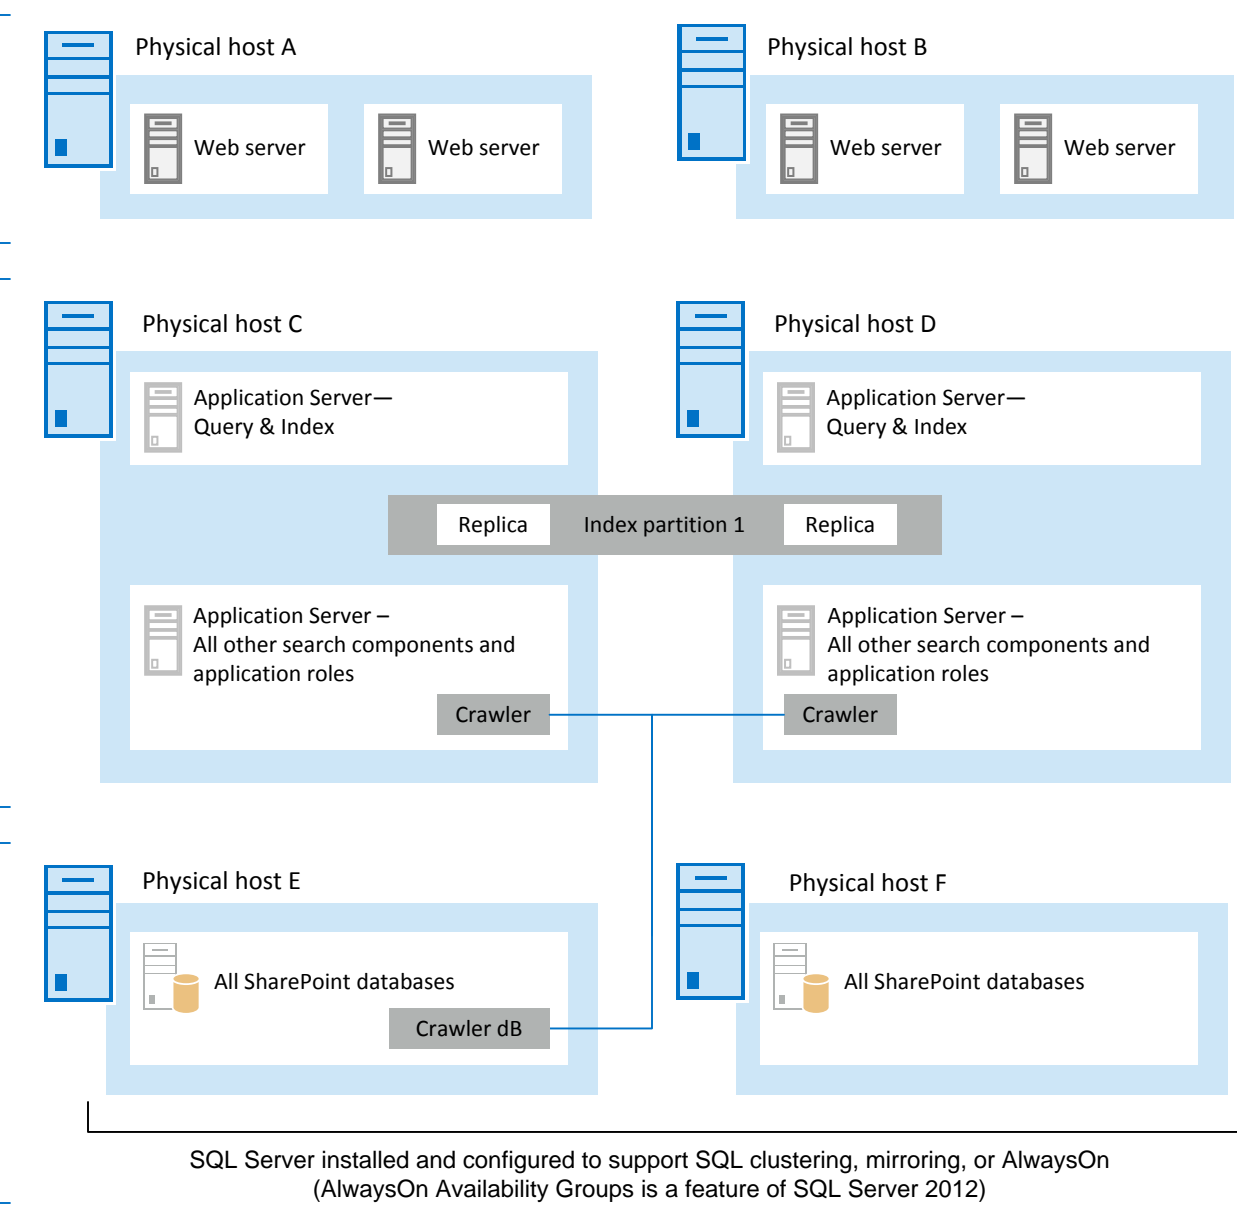 Physical host A
Physical host B
Web server
Web server
Web server
Web server
Physical host C
Physical host D
Application Server—
Query & Index
Application Server—
Query & Index
Replica
Index partition 1
Replica
Application Server –
All other search components and
application roles
Crawler
Application Server –
All other search components and
application roles
Crawler
Physical host E
Physical host F
All SharePoint databases
Crawler dB
All SharePoint databases
SQL Server installed and configured to support SQL clustering, mirroring, or AlwaysOn
(AlwaysOn Availability Groups is a feature of SQL Server 2012)